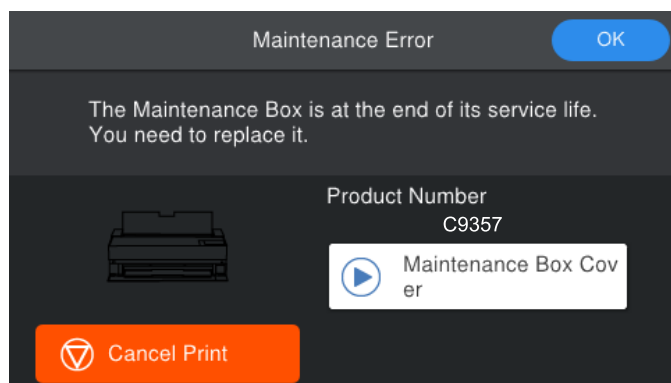 Maintenance Error
OK
The Maintenance Box is at the end of its service life.
You need to replace it.
Product Number
C9357
Maintenance Box Cov
er
Cancel Print